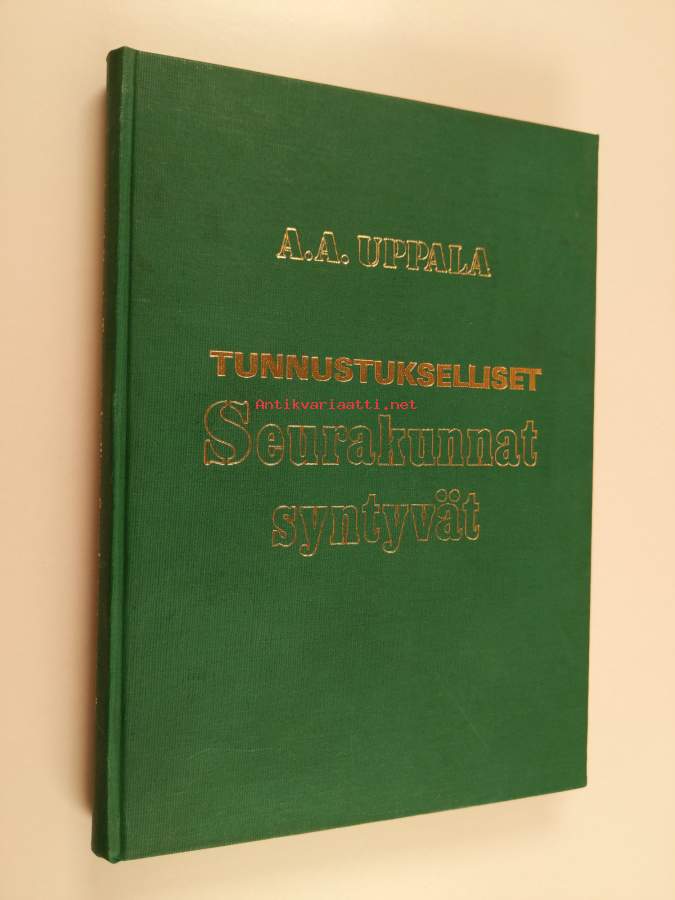 A.A. UPPALA
TUNNUSTUKSELLISET
Antikvariaatti.net
Seurakunnat
syntyvät